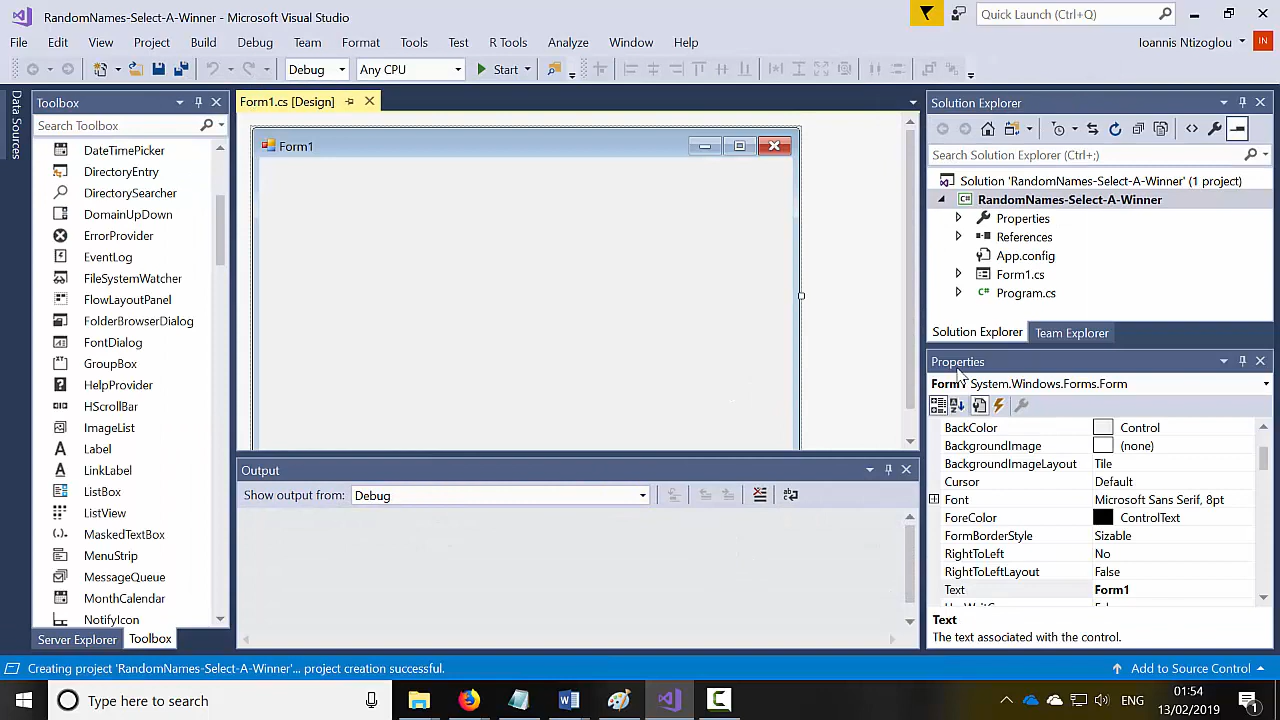 RandomNames-Select-A-Winner - Microsoft Visual Studio
Quick Launch (Ctrl+Q)
File Edit View Project Build Debug Team Format Tools Test R Tools Analyze Window Help
Ioannis Ntizoglou IN
Debug Any CPU Start
Data Sources
Toolbox
Search Toolbox
DateTimePicker
DirectoryEntry
DirectorySearcher
DomainUpDown
ErrorProvider
EventLog
FileSystemWatcher
FlowLayoutPanel
FolderBrowserDialog
FontDialog
GroupBox
HelpProvider
HScrollBar
ImageList
Label
LinkLabel
ListBox
ListView
MaskedTextBox
MenuStrip
MessageQueue
MonthCalendar
NotifyIcon
Server Explorer Toolbox
Form1.cs [Design]
Form1
Output
Show output from: Debug
Solution Explorer
Search Solution Explorer (Ctrl+;)
Solution 'RandomNames-Select-A-Winner' (1 project)
C# RandomNames-Select-A-Winner
Properties
References
App.config
Form1.cs
C# Program.cs
Solution Explorer Team Explorer
Properties
Form1 System.Windows.Forms.Form
BackColor Control
BackgroundImage (none)
BackgroundImageLayout Tile
Cursor Default
Font Microsoft Sans Serif, 8pt
ForeColor ControlText
FormBorderStyle Sizable
RightToLeft No
RightToLeftLayout False
Text Form1
Text
The text associated with the control.
Creating project 'RandomNames-Select-A-Winner'... project creation successful.
Add to Source Control
Type here to search
ENG
01:54
13/02/2019
1